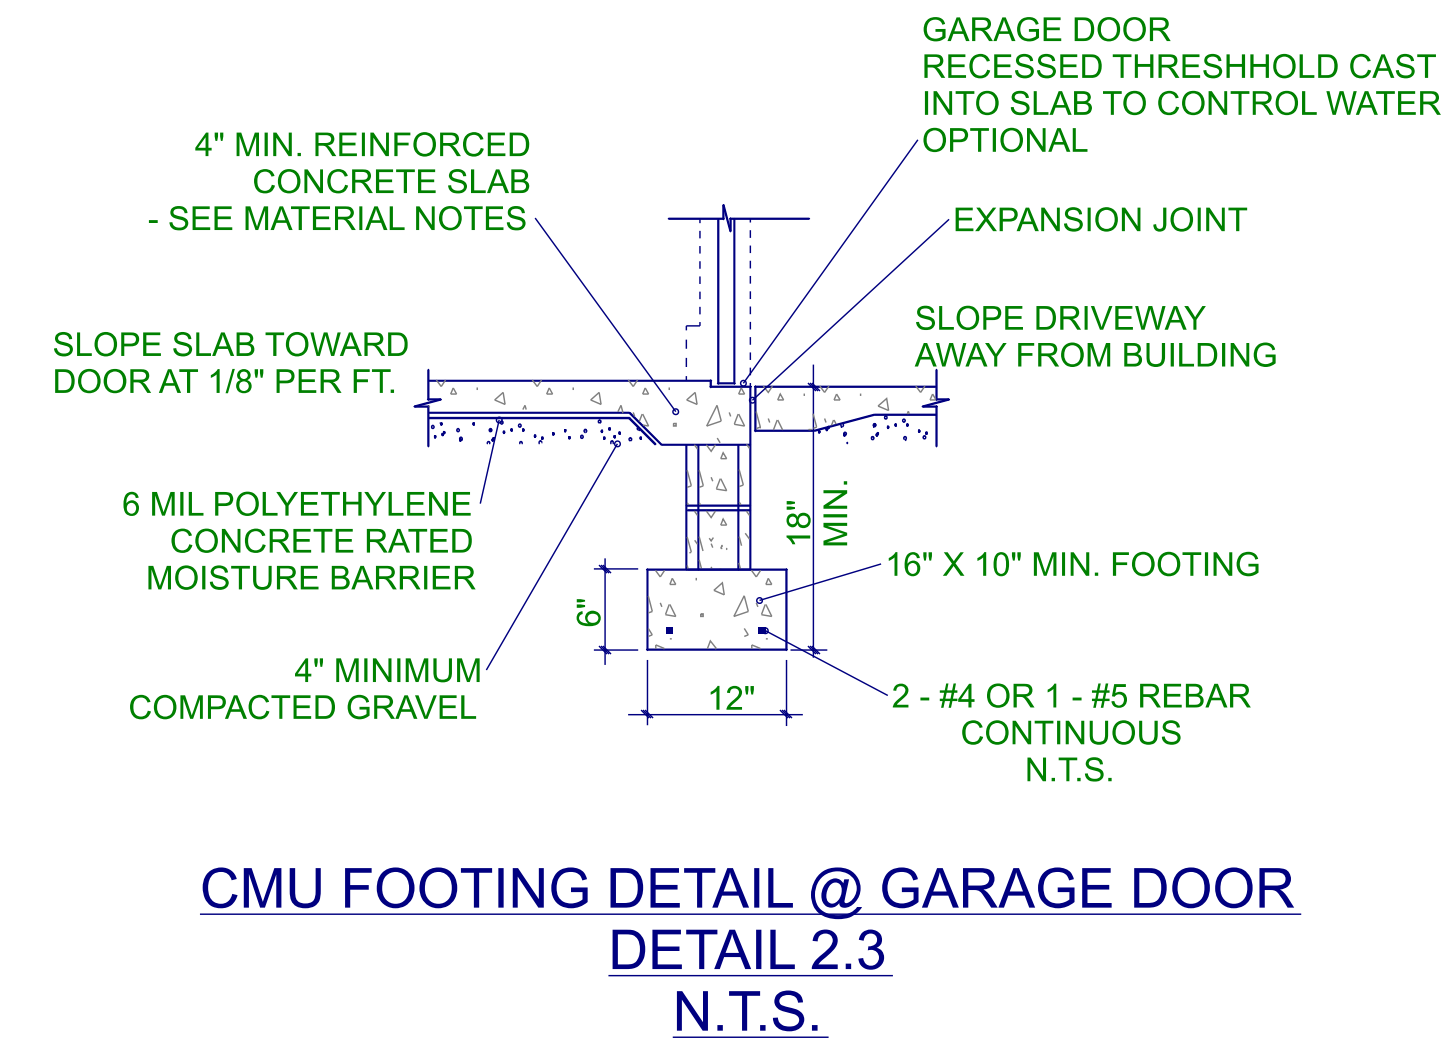 GARAGE DOOR
RECESSED THRESHHOLD CAST
INTO SLAB TO CONTROL WATER
OPTIONAL
4" MIN. REINFORCED
CONCRETE SLAB
- SEE MATERIAL NOTES
EXPANSION JOINT
SLOPE DRIVEWAY
AWAY FROM BUILDING
SLOPE SLAB TOWARD
DOOR AT 1/8" PER FT.
6 MIL POLYETHYLENE
CONCRETE RATED
MOISTURE BARRIER
18"
MIN.
16" X 10" MIN. FOOTING
6"
4" MINIMUM
COMPACTED GRAVEL
12"
2 - #4 OR 1 - #5 REBAR
CONTINUOUS
N.T.S.
CMU FOOTING DETAIL @ GARAGE DOOR
DETAIL 2.3
N.T.S.